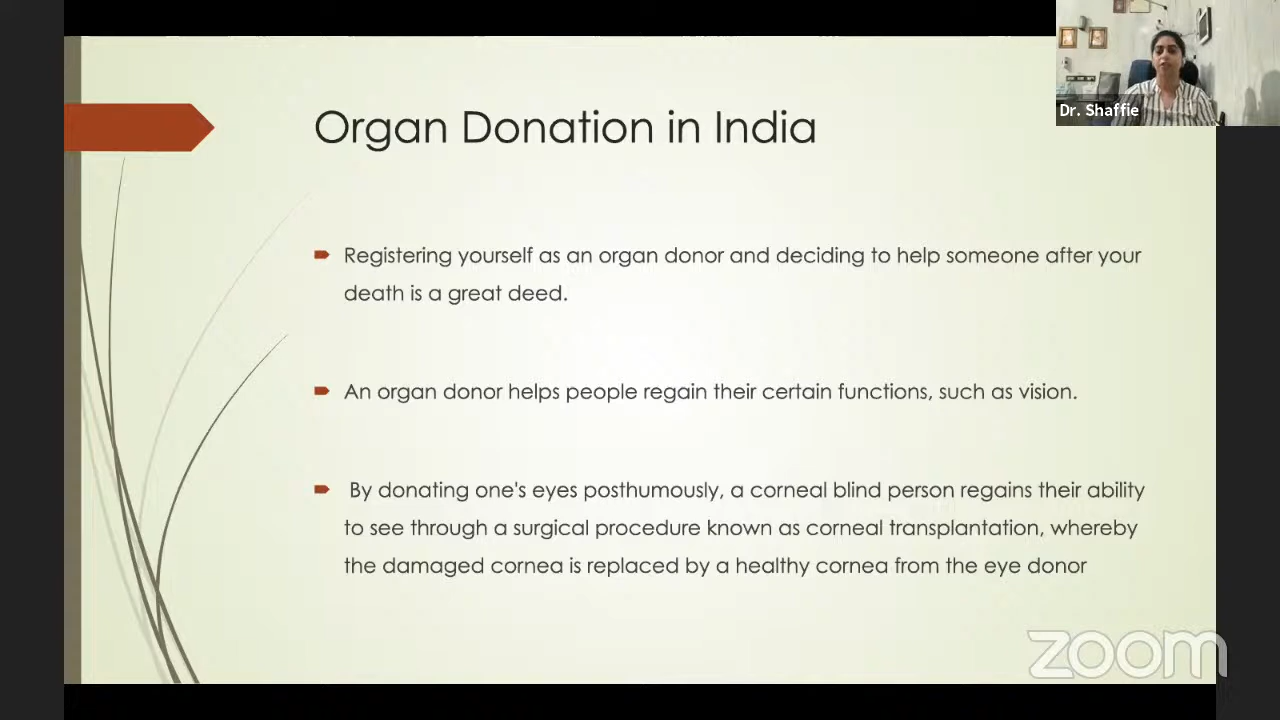 Dr. Shaffie
Organ Donation in India
Registering yourself as an organ donor and deciding to help someone after your
death is a great deed.
An organ donor helps people regain their certain functions, such as vision.
By donating one's eyes posthumously, a corneal blind person regains their ability
to see through a surgical procedure known as corneal transplantation, whereby
the damaged cornea is replaced by a healthy cornea from the eye donor
zoom